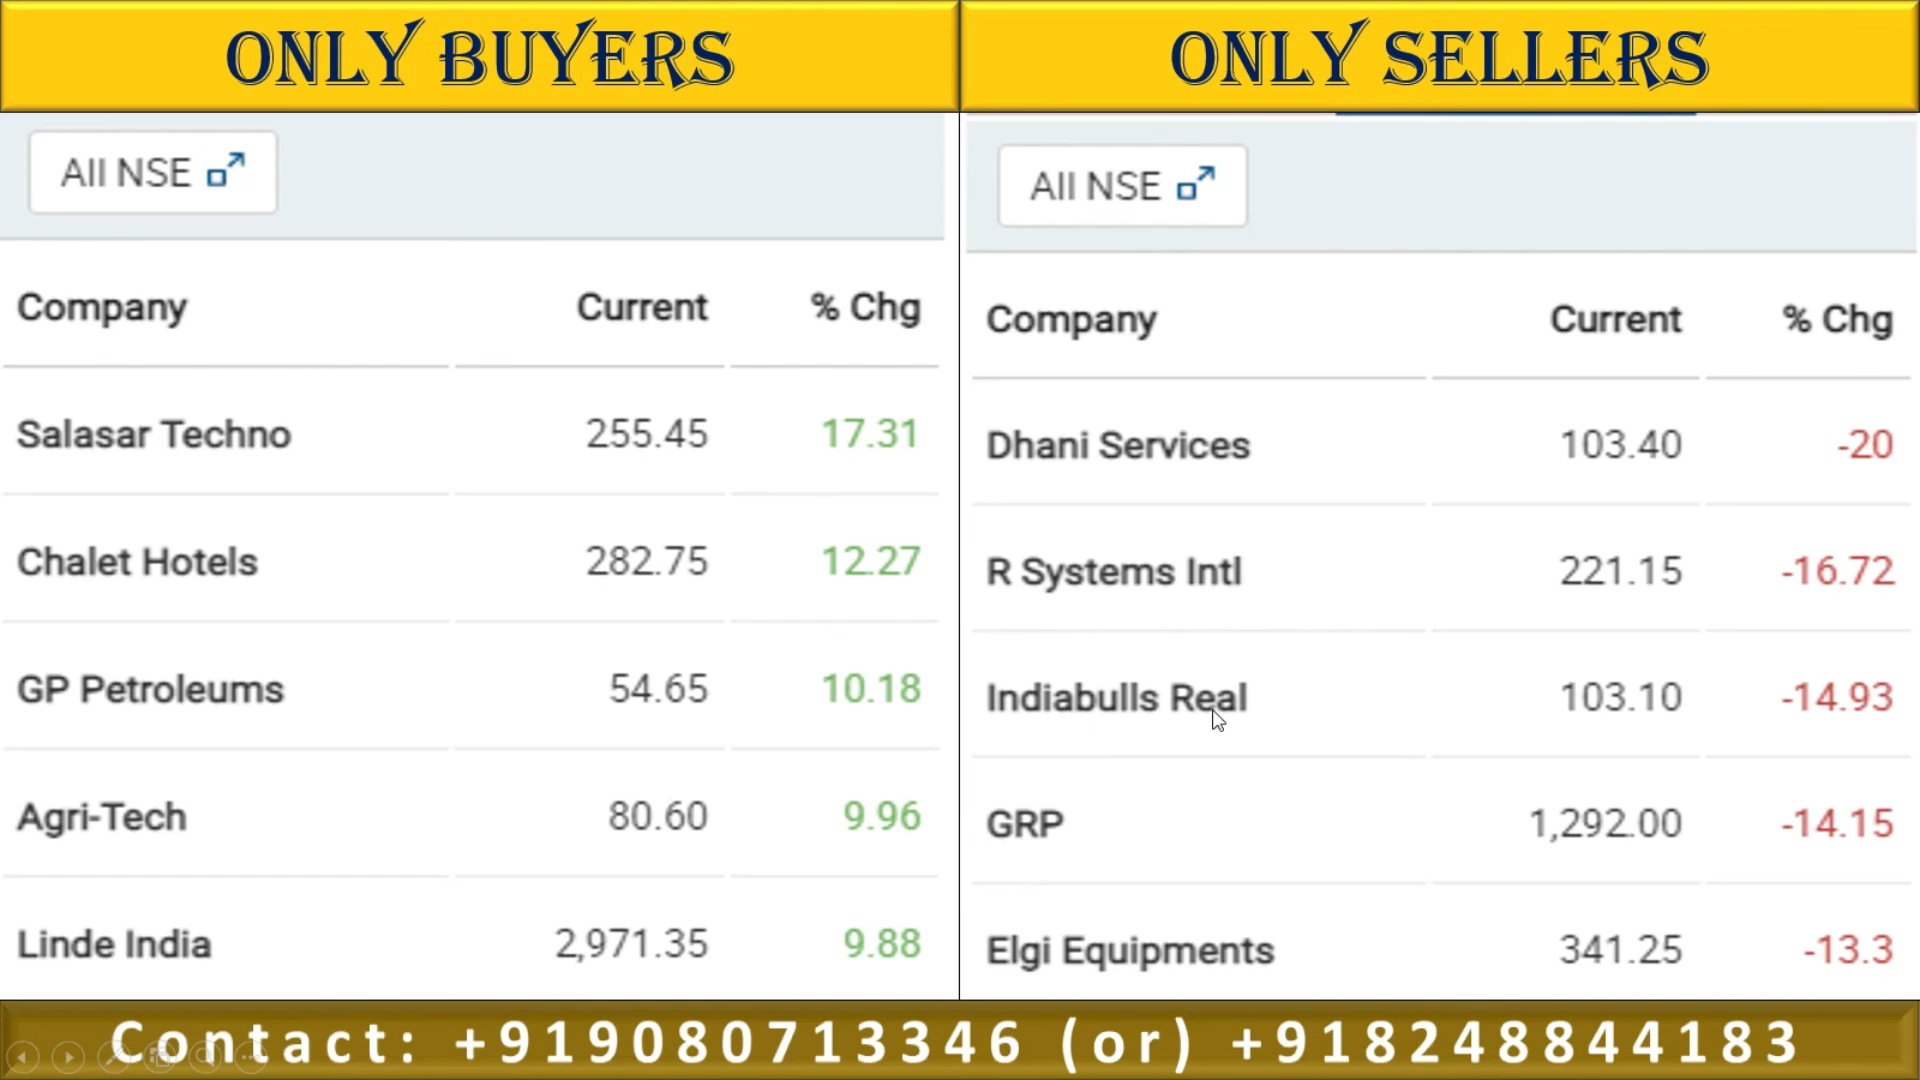 ONLY BUYERS
All NSE
Company Current % Chg
Salasar Techno 255.45 17.31
Chalet Hotels 282.75 12.27
GP Petroleums 54.65 10.18
Agri-Tech 80.60 9.96
Linde India 2,971.35 9.88
ONLY SELLERS
All NSE
Company Current % Chg
Dhani Services 103.40 -20
R Systems Intl 221.15 -16.72
Indiabulls Real 103.10 -14.93
GRP 1,292.00 -14.15
Elgi Equipments 341.25 -13.3
Contact: +919080713346 (or) +918248844183